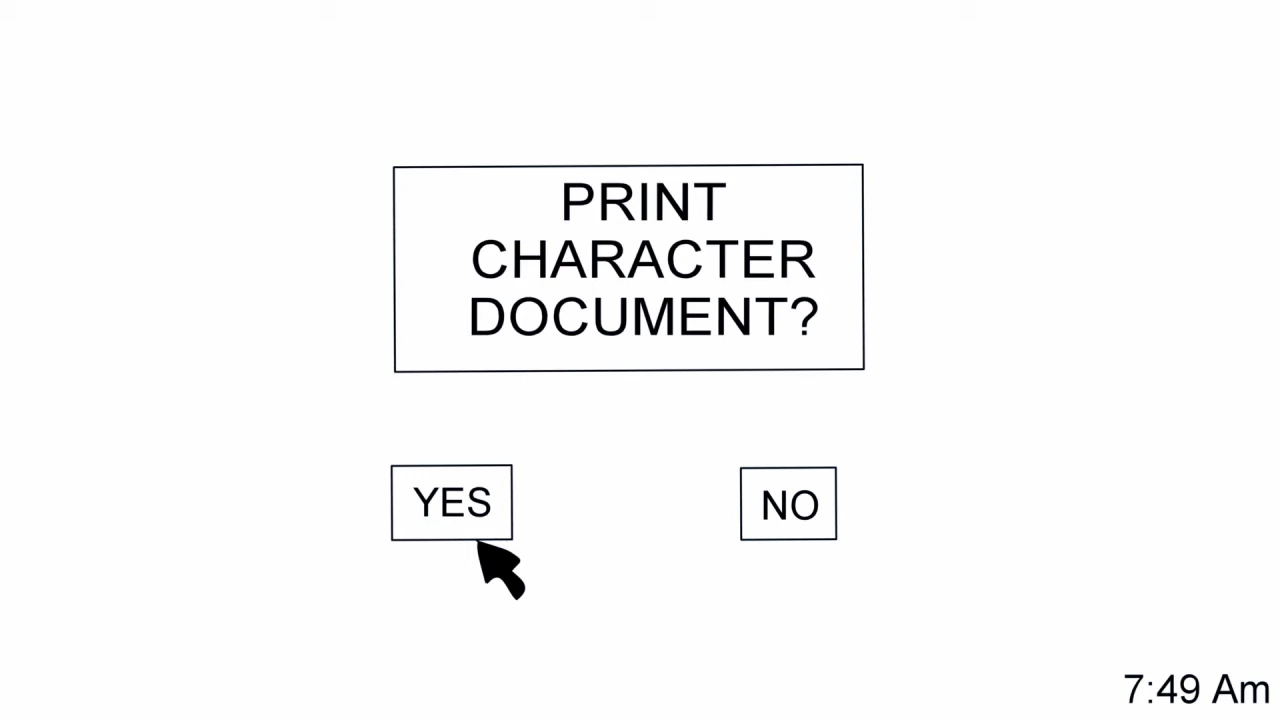 PRINT
CHARACTER
DOCUMENT?
YES
NO
7:49 Am